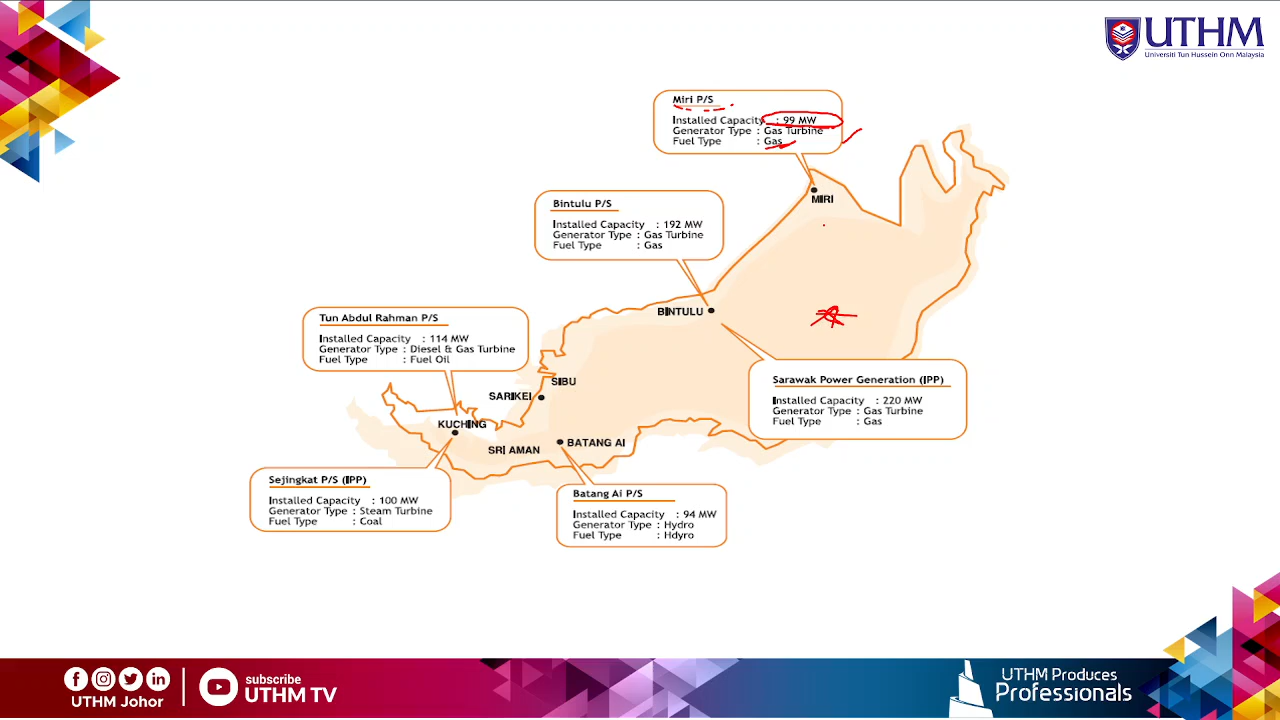 UTHM
Universiti Tun Hussein Onn Malaysia
Miri P/S
Installed Capacity : 99 MW
Generator Type : Gas Turbine
Fuel Type : Gas
MIRI
Bintulu P/S
Installed Capacity : 192 MW
Generator Type : Gas Turbine
Fuel Type : Gas
BINTULU
Tun Abdul Rahman P/S
Installed Capacity : 114 MW
Generator Type : Diesel & Gas Turbine
Fuel Type : Fuel Oil
Sarawak Power Generation (IPP)
Installed Capacity : 220 MW
Generator Type : Gas Turbine
Fuel Type : Gas
SIBU
SARIKEI
KUCHING
SRI AMAN
BATANG AI
Sejingkat P/S (IPP)
Installed Capacity : 100 MW
Generator Type : Steam Turbine
Fuel Type : Coal
Batang Ai P/S
Installed Capacity : 94 MW
Generator Type : Hydro
Fuel Type : Hdyro
UTHM Johor
subscribe
UTHM TV
UTHM Produces
Professionals